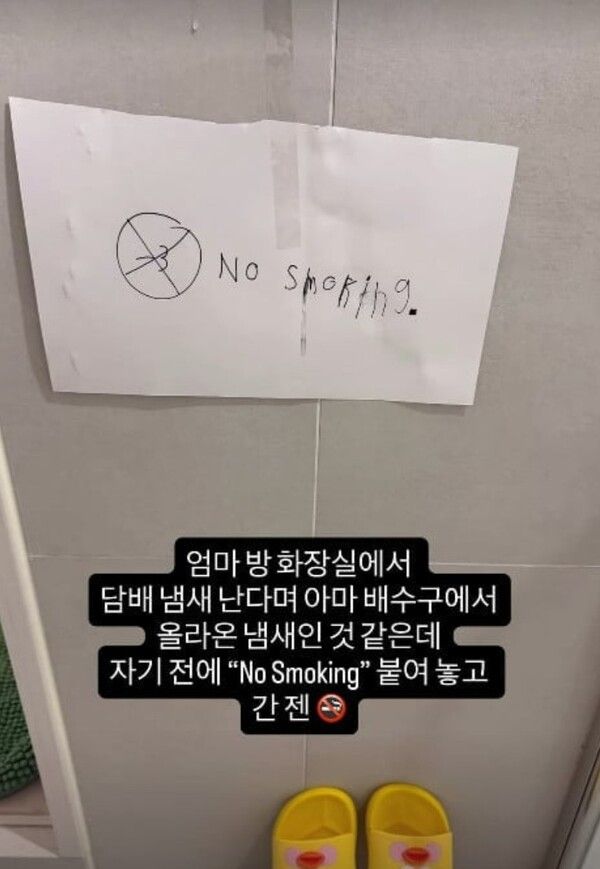 No smoking.
엄마 방 화장실에서
담배 냄새 난다며 아마 배수구에서
올라온 냄새인 것 같은데
자기 전에 “No Smoking” 붙여 놓고
간 젠 🚭